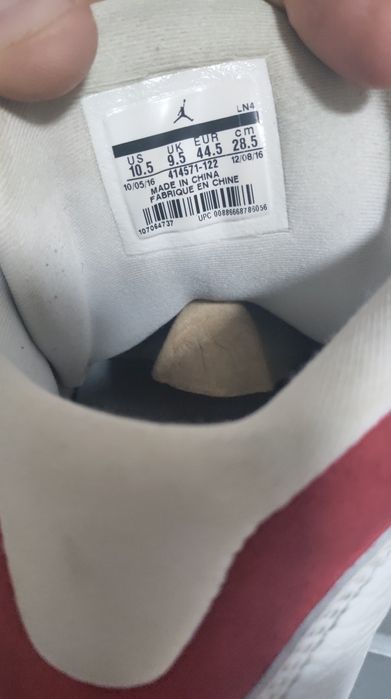 LN4
US UK EUR cm
10.5 9.5 44.5 28.5
10/05/16 414571-122 12/08/16
MADE IN CHINA
FABRIQUE EN CHINE
107064737 UPC 00886668786056